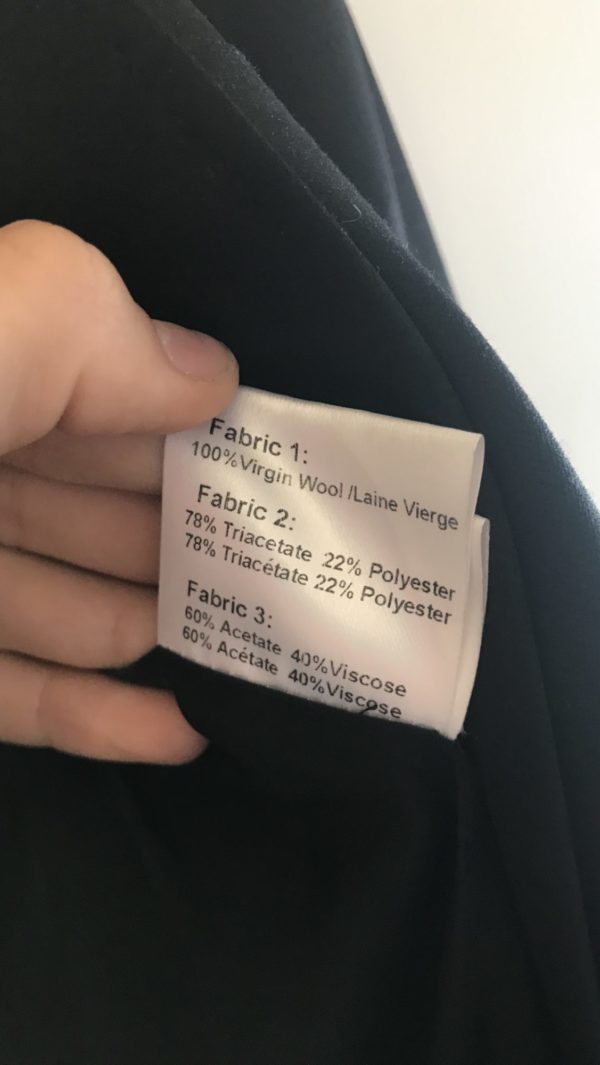 Fabric 1:
100%Virgin Wool /Laine Vierge
Fabric 2:
78% Triacetate 22% Polyester
78% Triacétate 22% Polyester
Fabric 3:
60% Acetate 40%Viscose
60% Acétate 40%Viscose